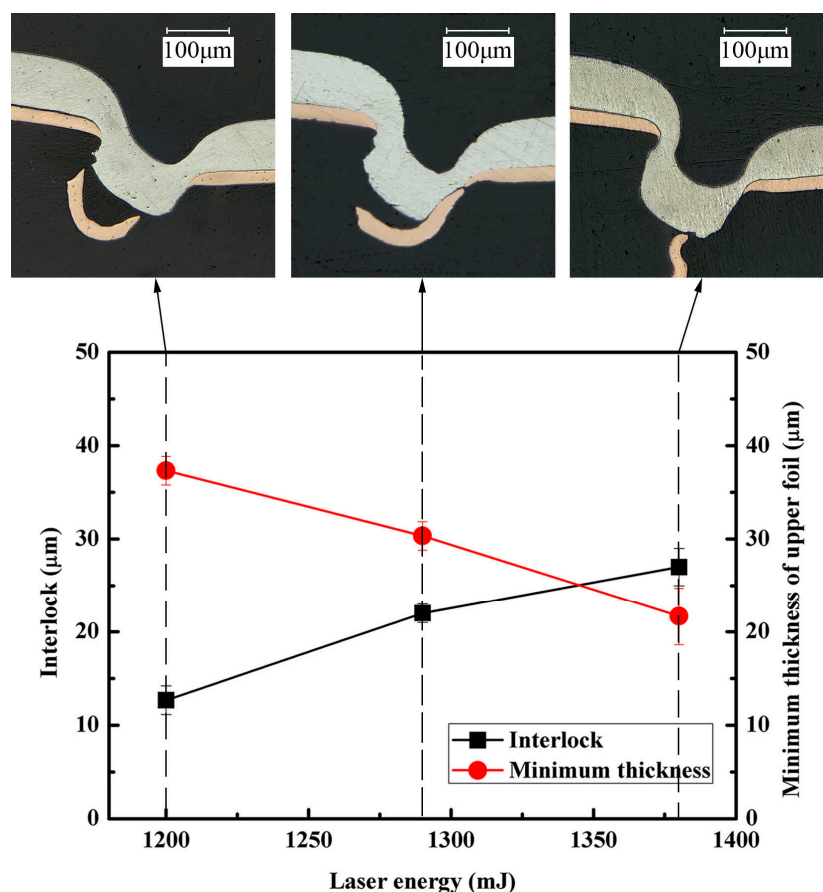 100μm
100μm
100μm
50
40
30
20
10
0
Interlock (μm)
50
40
30
20
10
0
Minimum thickness of upper foil (μm)
Interlock
Minimum thickness
1200
1250
1300
1350
1400
Laser energy (mJ)